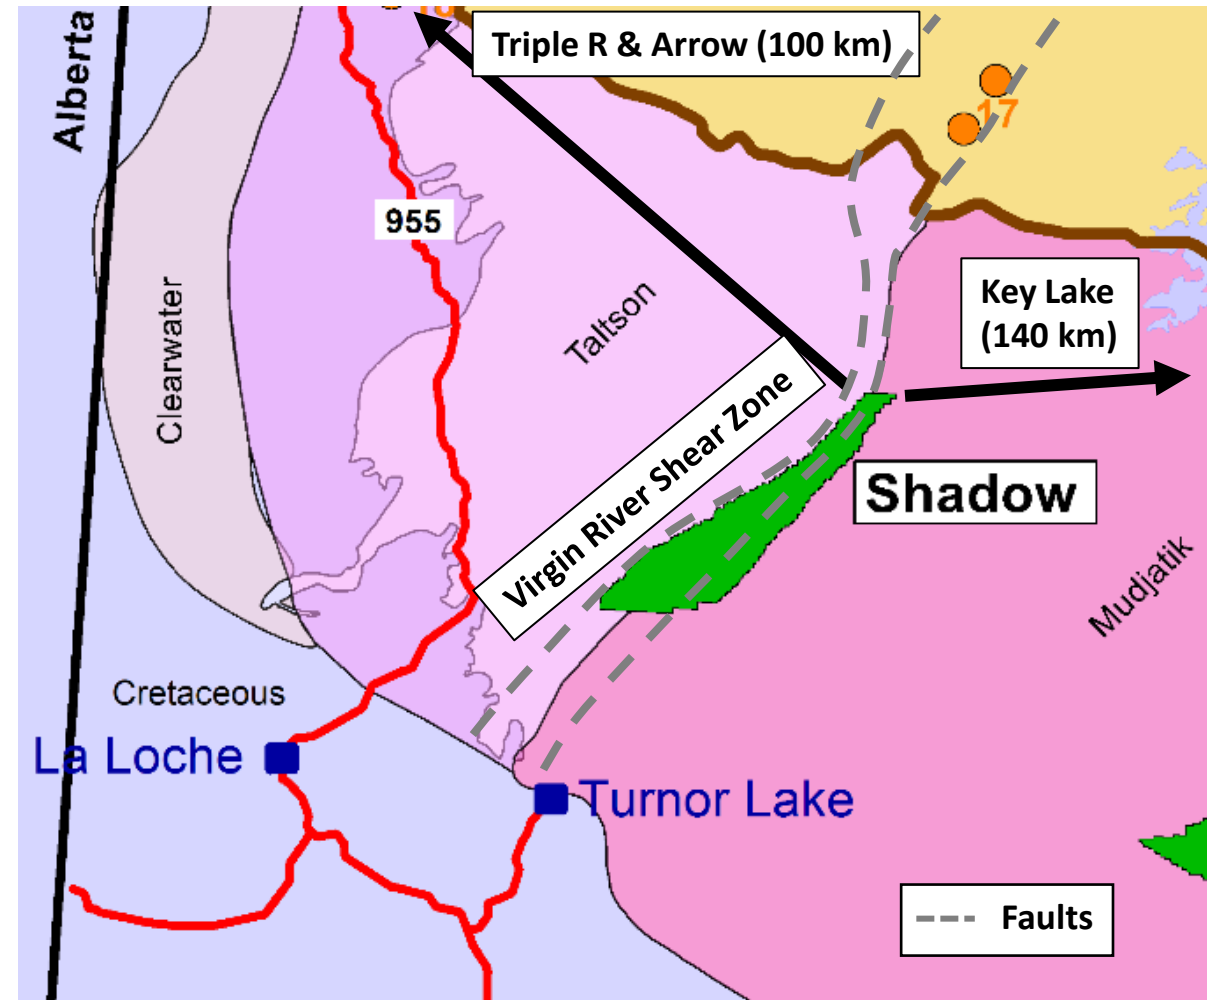 Alberta
18
Triple R & Arrow (100 km)
17
955
Clearwater
Taltson
Key Lake
(140 km)
Virgin River Shear Zone
Shadow
Mudjatik
Cretaceous
La Loche
Turnor Lake
Faults